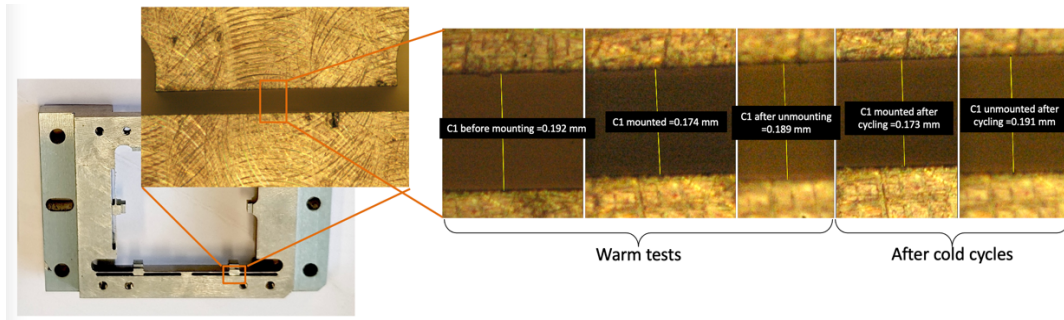 C1 before mounting =0.192 mm
C1 mounted =0.174 mm
C1 after unmounting
=0.189 mm
C1 mounted after
cycling =0.173 mm
C1 unmounted after
cycling =0.191 mm
Warm tests
After cold cycles